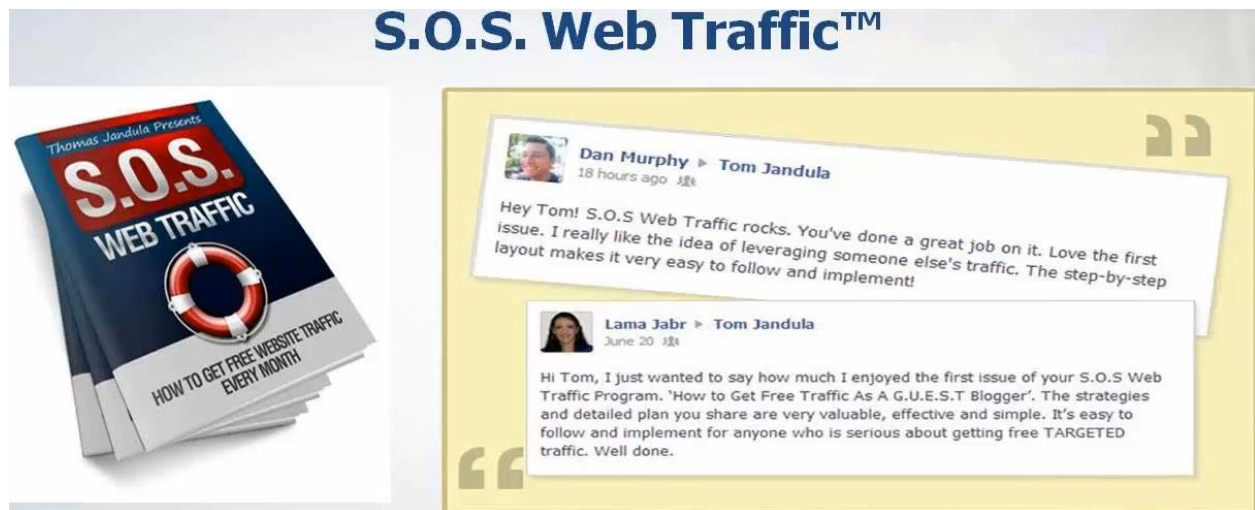 S.O.S. Web Traffic™
Thomas Jandula Presents
S.O.S.
WEB TRAFFIC
HOW TO GET FREE WEBSITE TRAFFIC
EVERY MONTH
Dan Murphy ▸ Tom Jandula
18 hours ago
Hey Tom! S.O.S Web Traffic rocks. You've done a great job on it. Love the first
issue. I really like the idea of leveraging someone else's traffic. The step-by-step
layout makes it very easy to follow and implement!
Lama Jabr ▸ Tom Jandula
June 20
Hi Tom, I just wanted to say how much I enjoyed the first issue of your S.O.S Web
Traffic Program. ‘How to Get Free Traffic As A G.U.E.S.T Blogger’. The strategies
and detailed plan you share are very valuable, effective and simple. It’s easy to
follow and implement for anyone who is serious about getting free TARGETED
traffic. Well done.